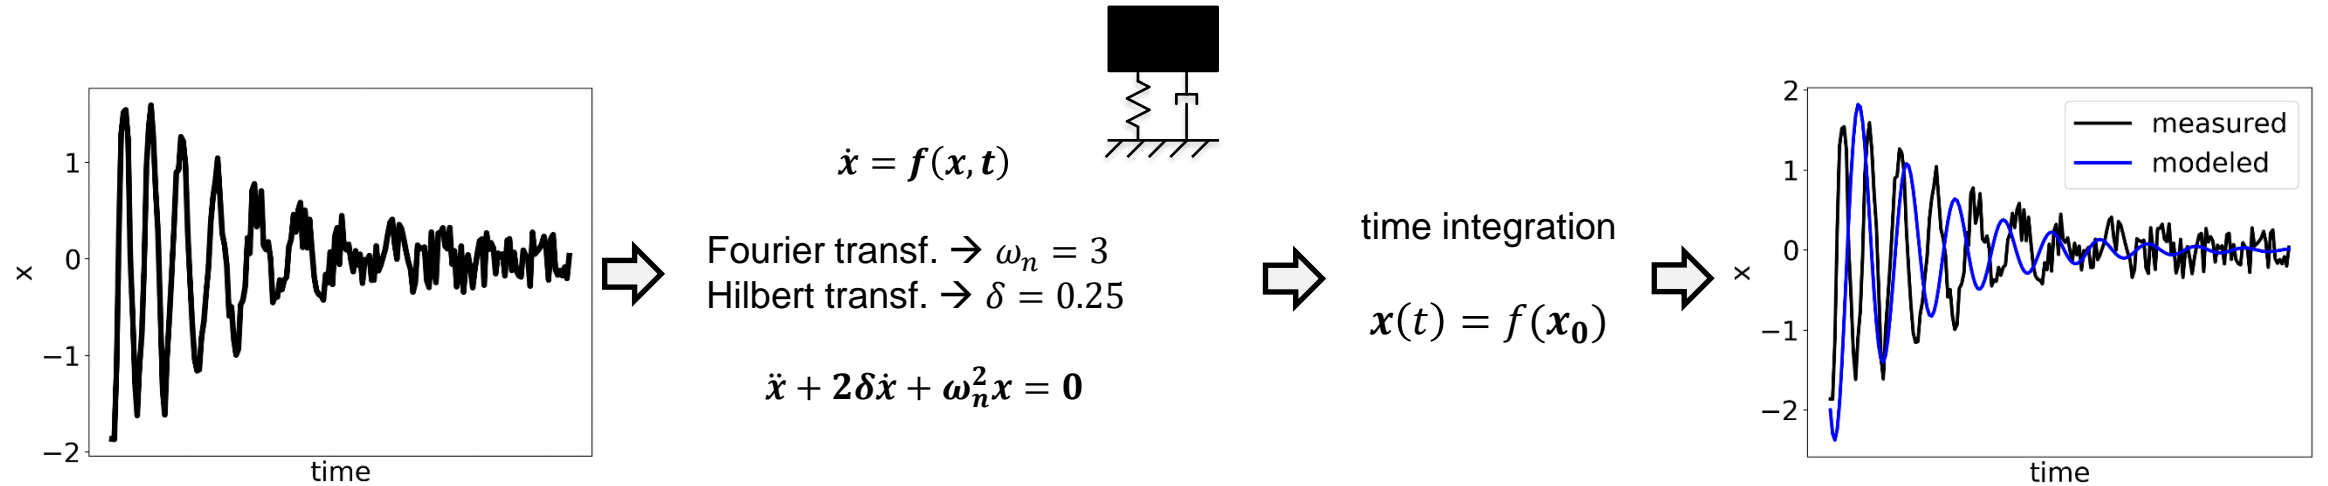 1
0
−1
−2
x
time
ẋ = f(x, t)
Fourier transf. → ωₙ = 3
Hilbert transf. → δ = 0.25
ẍ + 2δẋ + ωₙ²x = 0
time integration
x(t) = f(x₀)
2
1
0
−1
−2
x
time
measured
modeled